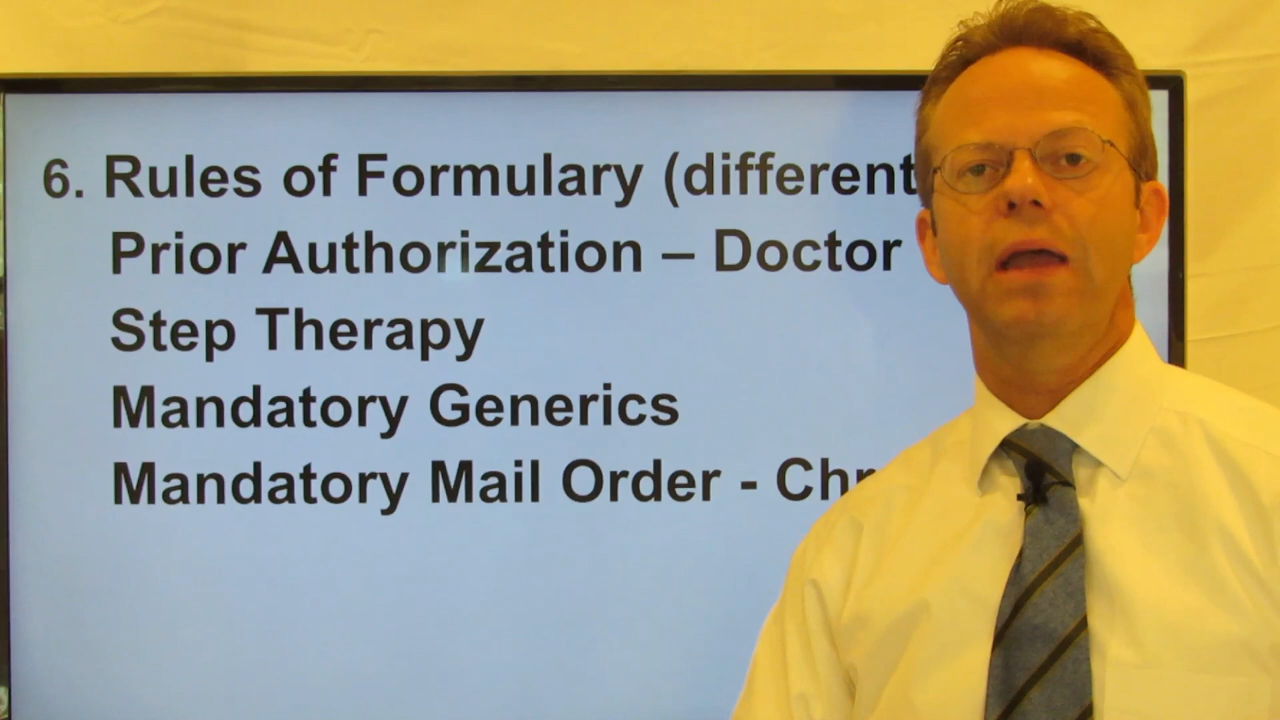 6. Rules of Formulary (different
Prior Authorization – Doctor
Step Therapy
Mandatory Generics
Mandatory Mail Order - Chr